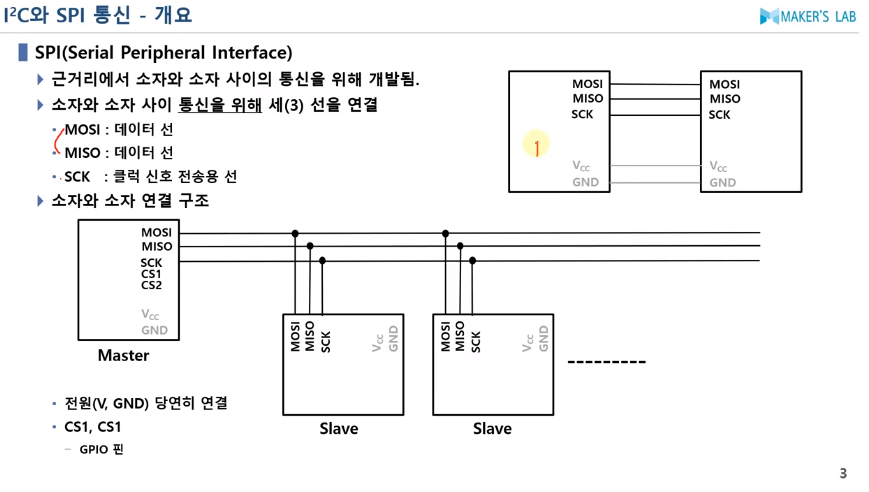 I²C와 SPI 통신 - 개요
MAKER'S LAB
SPI(Serial Peripheral Interface)
근거리에서 소자와 소자 사이의 통신을 위해 개발됨.
소자와 소자 사이 통신을 위해 세(3) 선을 연결
MOSI : 데이터 선
MISO : 데이터 선
SCK : 클럭 신호 전송용 선
소자와 소자 연결 구조
MOSI
MISO
SCK
1
VCC
GND
MOSI
MISO
SCK
VCC
GND
MOSI
MISO
SCK
CS1
CS2
VCC
GND
Master
MOSI
MISO
SCK
VCC
GND
Slave
MOSI
MISO
SCK
VCC
GND
Slave
전원(V, GND) 당연히 연결
CS1, CS1
– GPIO 핀
3